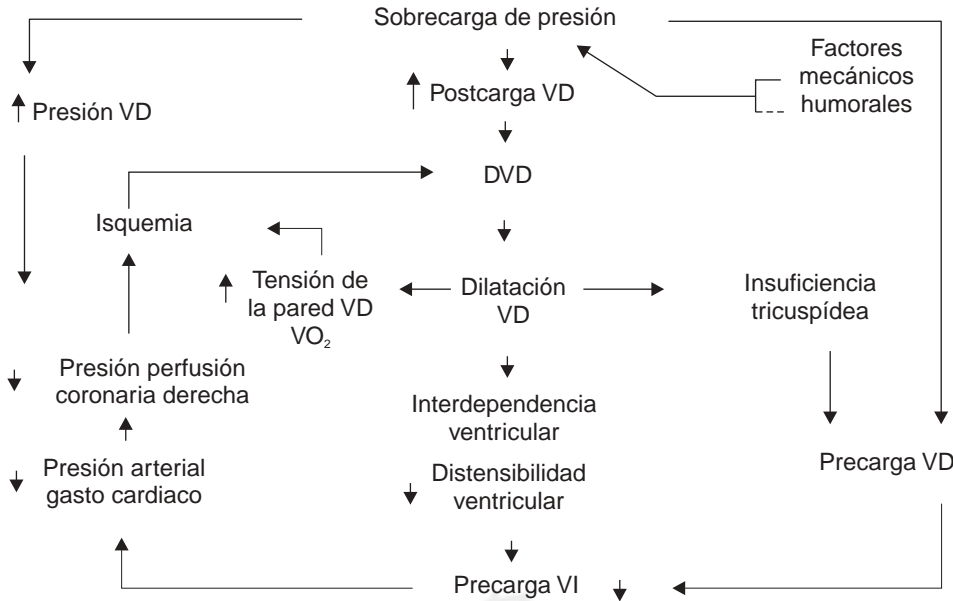 Sobrecarga de presión
Factores
mecánicos
humorales
Presión VD
Postcarga VD
DVD
Isquemia
Tensión de
la pared VD
VO₂
Dilatación
VD
Insuficiencia
tricuspídea
Presión perfusión
coronaria derecha
Interdependencia
ventricular
Presión arterial
gasto cardiaco
Distensibilidad
ventricular
Precarga VD
Precarga VI